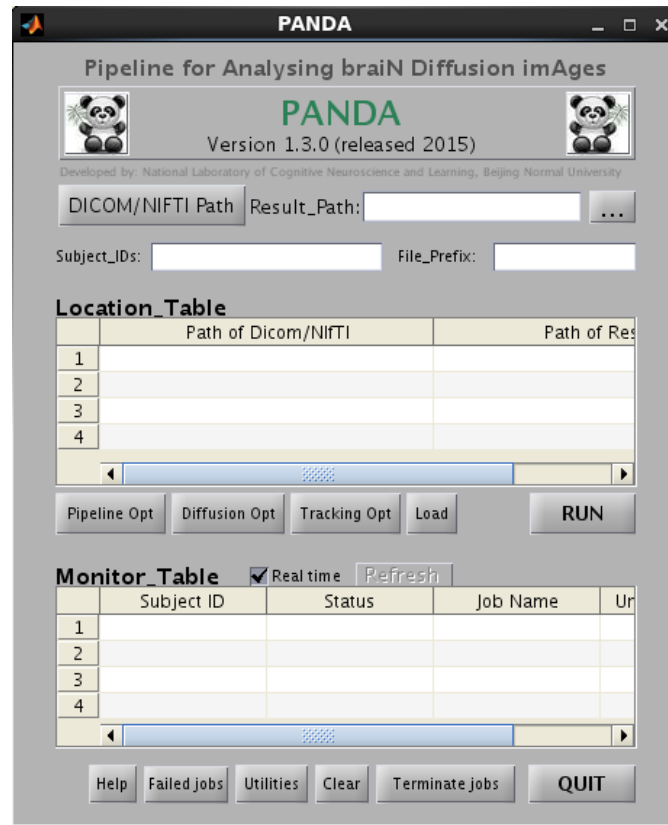 PANDA
Pipeline for Analysing braiN Diffusion imAges
PANDA
Version 1.3.0 (released 2015)
Developed by: National Laboratory of Cognitive Neuroscience and Learning, Beijing Normal University
DICOM/NIFTI Path Result_Path: ...
Subject_IDs: File_Prefix:
Location_Table
Path of Dicom/NIfTI Path of Res
1
2
3
4
Pipeline Opt Diffusion Opt Tracking Opt Load RUN
Monitor_Table Real time Refresh
Subject ID Status Job Name Un
1
2
3
4
Help Failed jobs Utilities Clear Terminate jobs QUIT